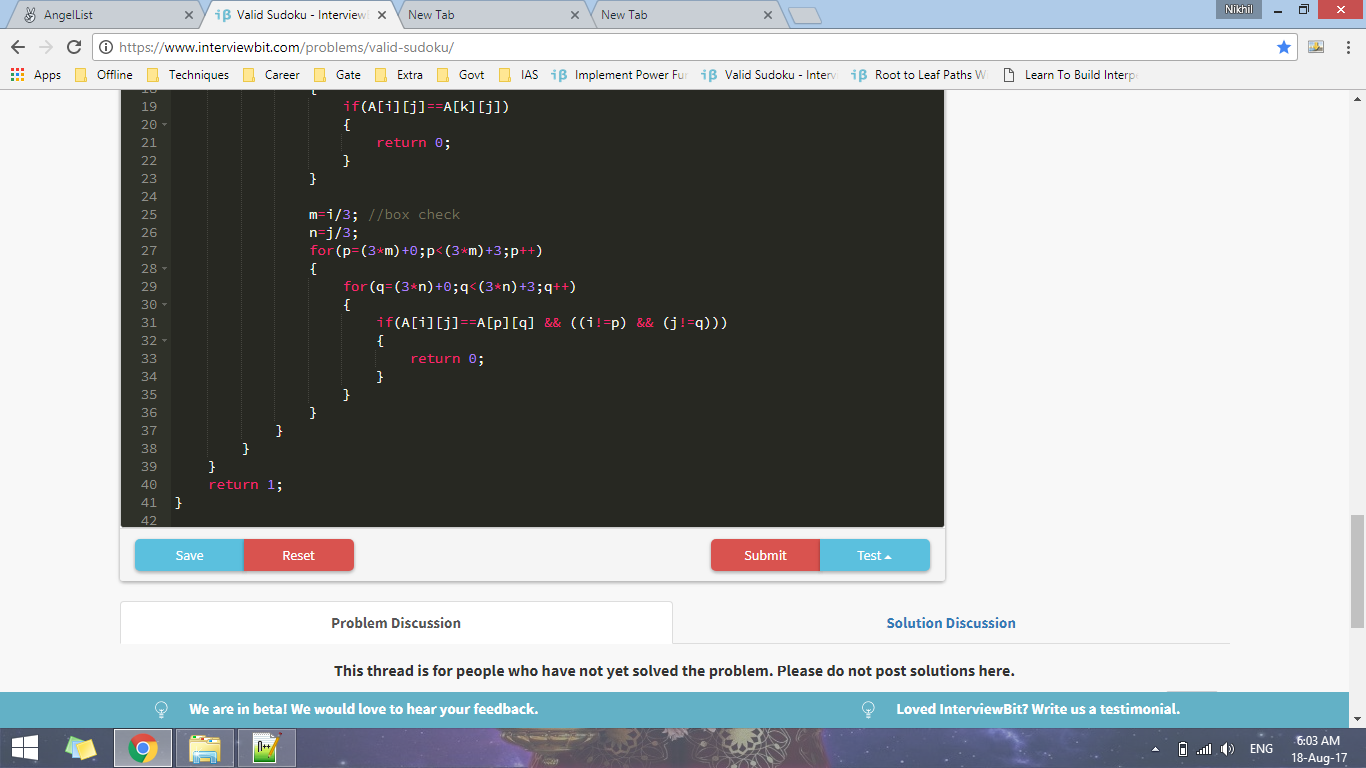 AngelList
Valid Sudoku - Interview
New Tab
New Tab
Nikhil
https://www.interviewbit.com/problems/valid-sudoku/
Apps Offline Techniques Career Gate Extra Govt IAS Implement Power Fu Valid Sudoku - Interv Root to Leaf Paths W Learn To Build Interp
18 {
19 if(A[i][j]==A[k][j])
20 {
21 return 0;
22 }
23 }
24
25 m=i/3; //box check
26 n=j/3;
27 for(p=(3*m)+0;p<(3*m)+3;p++)
28 {
29 for(q=(3*n)+0;q<(3*n)+3;q++)
30 {
31 if(A[i][j]==A[p][q] && ((i!=p) && (j!=q)))
32 {
33 return 0;
34 }
35 }
36 }
37 }
38 }
39 }
40 return 1;
41 }
42
Save Reset Submit Test
Problem Discussion Solution Discussion
This thread is for people who have not yet solved the problem. Please do not post solutions here.
We are in beta! We would love to hear your feedback. Loved InterviewBit? Write us a testimonial.
ENG
6:03 AM
18-Aug-17